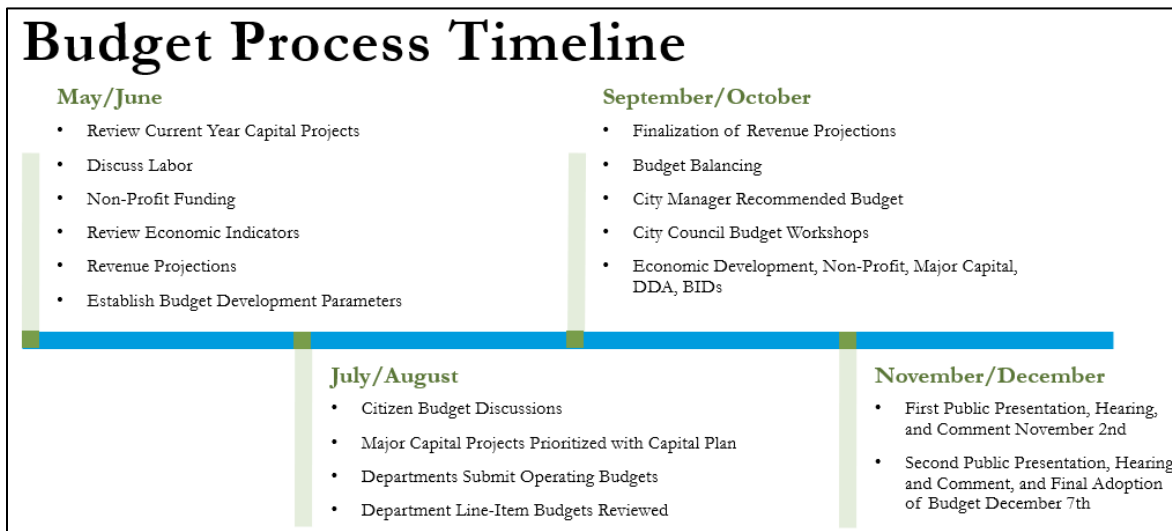 Budget Process Timeline
May/June
• Review Current Year Capital Projects
• Discuss Labor
• Non-Profit Funding
• Review Economic Indicators
• Revenue Projections
• Establish Budget Development Parameters
September/October
• Finalization of Revenue Projections
• Budget Balancing
• City Manager Recommended Budget
• City Council Budget Workshops
• Economic Development, Non-Profit, Major Capital,
DDA, BIDs
July/August
• Citizen Budget Discussions
• Major Capital Projects Prioritized with Capital Plan
• Departments Submit Operating Budgets
• Department Line-Item Budgets Reviewed
November/December
• First Public Presentation, Hearing,
and Comment November 2nd
• Second Public Presentation, Hearing
and Comment, and Final Adoption
of Budget December 7th